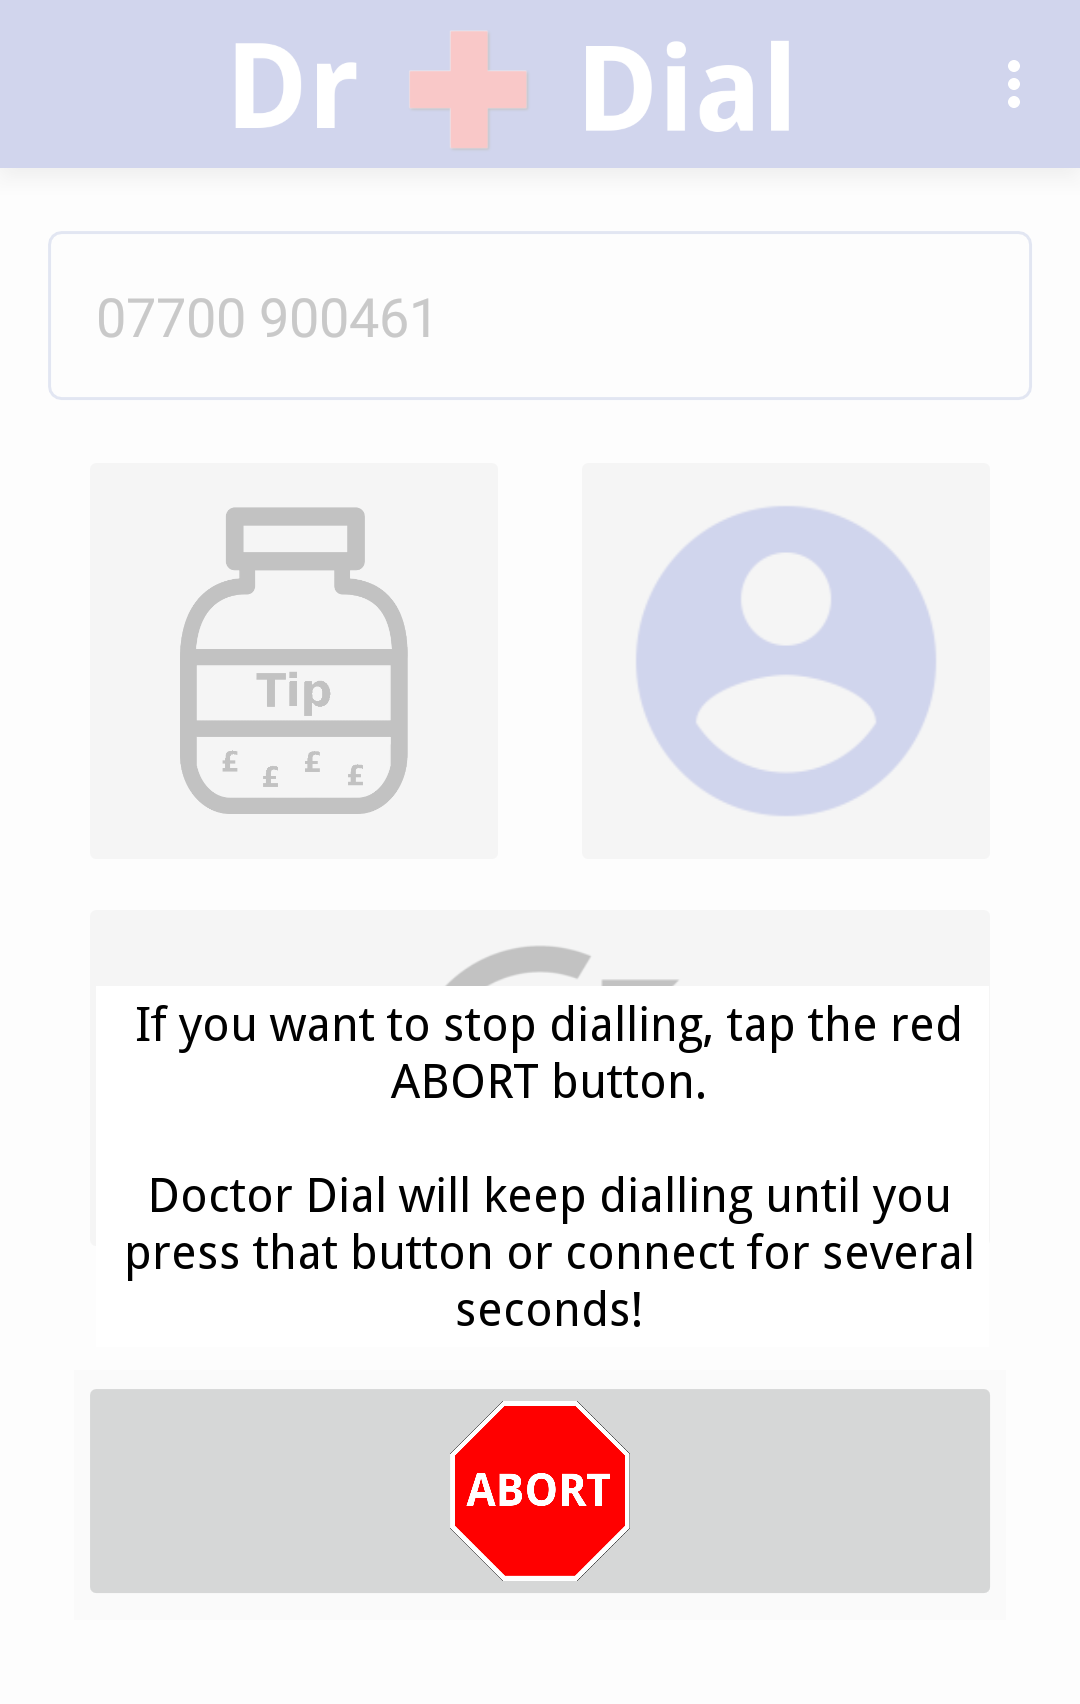 Dr Dial
07700 900461
Tip
£ £ £ £
If you want to stop dialling, tap the red
ABORT button.
Doctor Dial will keep dialling until you
press that button or connect for several
seconds!
ABORT